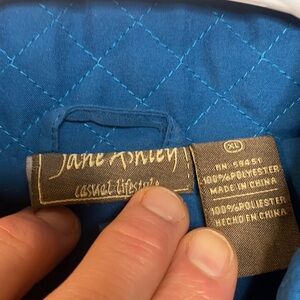 Jane Ashley
casual lifestyle
XL
RN 59451
100%POLYESTER
MADE IN CHINA
100%POLIESTER
HECHO EN CHINA